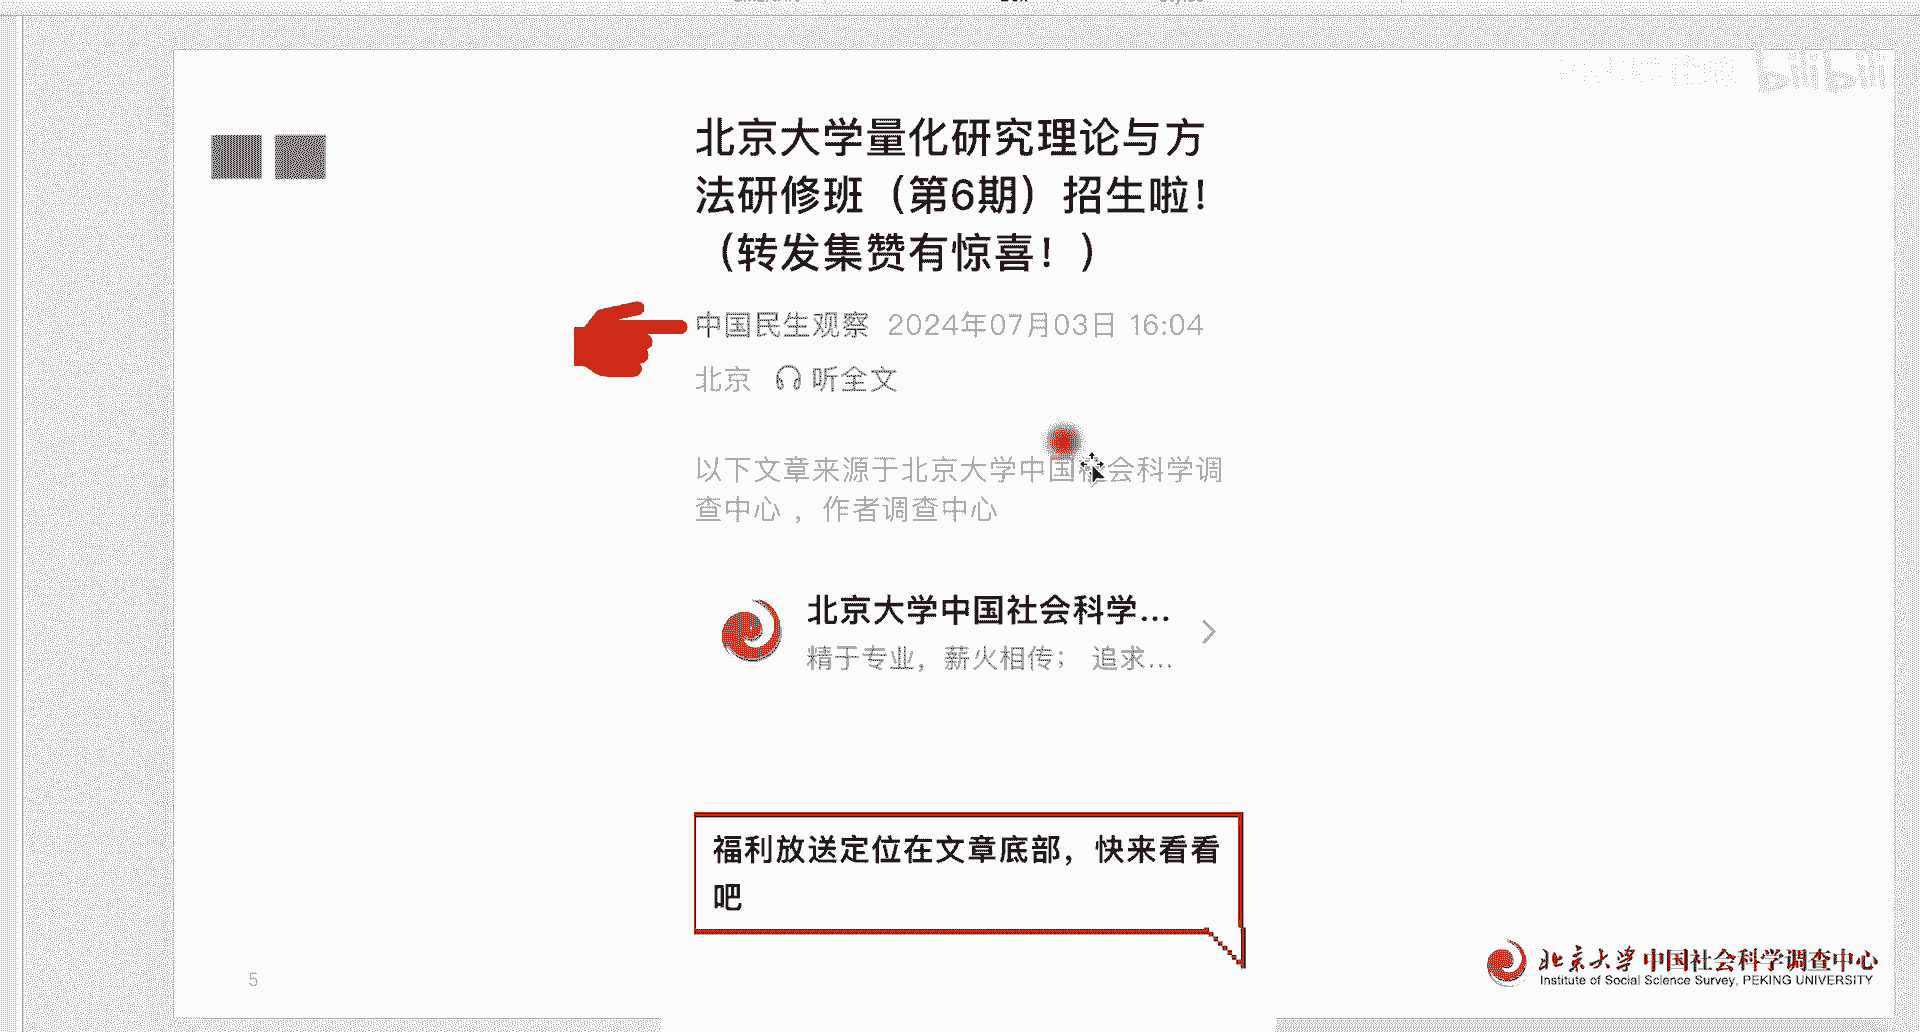 bilibili
北京大学量化研究理论与方
法研修班（第6期）招生啦！
（转发集赞有惊喜！）
中国民生观察 2024年07月03日 16:04
北京 听全文
以下文章来源于北京大学中国社会科学调
查中心 ，作者调查中心
北京大学中国社会科学...
精于专业，薪火相传； 追求...
福利放送定位在文章底部，快来看看
吧
5
北京大学中国社会科学调查中心
Institute of Social Science Survey, PEKING UNIVERSITY